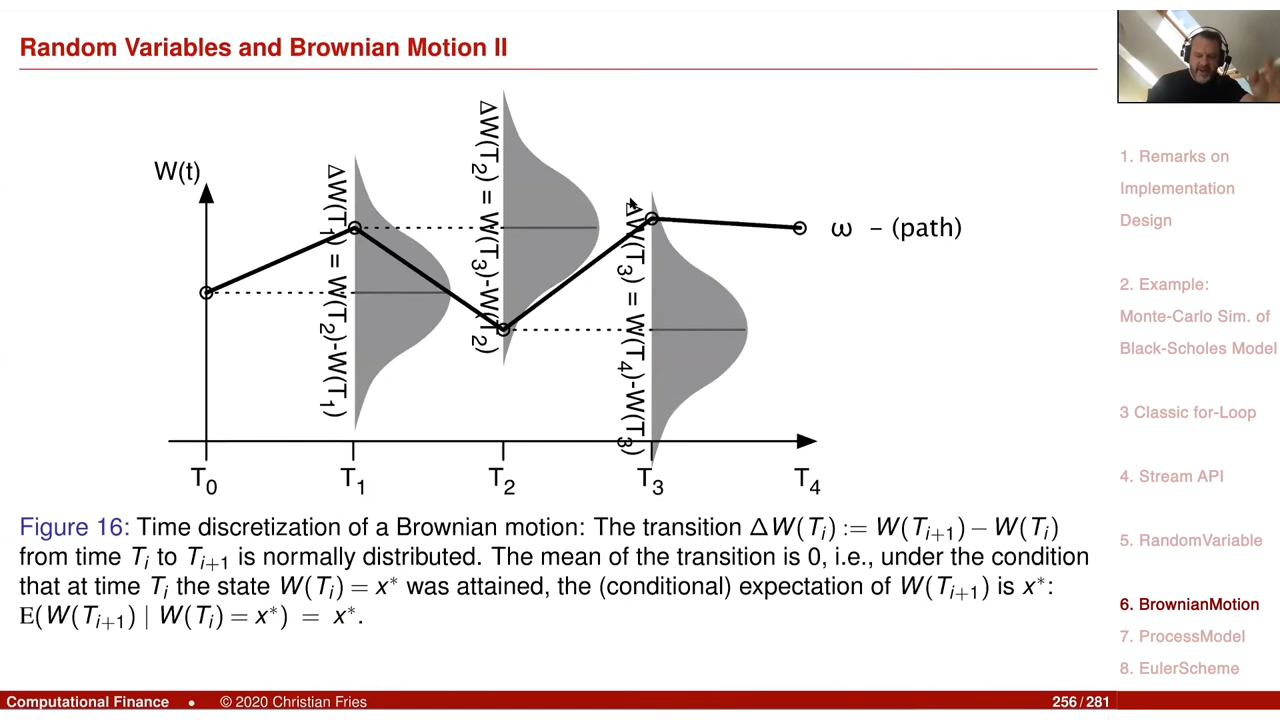 Random Variables and Brownian Motion II
W(t)
ΔW(T₁) = W(T₂)-W(T₁)
ΔW(T₂) = W(T₃)-W(T₂)
ΔW(T₃) = W(T₄)-W(T₃)
ω – (path)
T₀ T₁ T₂ T₃ T₄
Figure 16: Time discretization of a Brownian motion: The transition ΔW(Tᵢ) := W(Tᵢ₊₁) − W(Tᵢ)
from time Tᵢ to Tᵢ₊₁ is normally distributed. The mean of the transition is 0, i.e., under the condition
that at time Tᵢ the state W(Tᵢ) = x* was attained, the (conditional) expectation of W(Tᵢ₊₁) is x*:
E(W(Tᵢ₊₁) | W(Tᵢ) = x*) = x*.
1. Remarks on
Implementation
Design
2. Example:
Monte-Carlo Sim. of
Black-Scholes Model
3 Classic for-Loop
4. Stream API
5. RandomVariable
6. BrownianMotion
7. ProcessModel
8. EulerScheme
Computational Finance • © 2020 Christian Fries 256 / 281